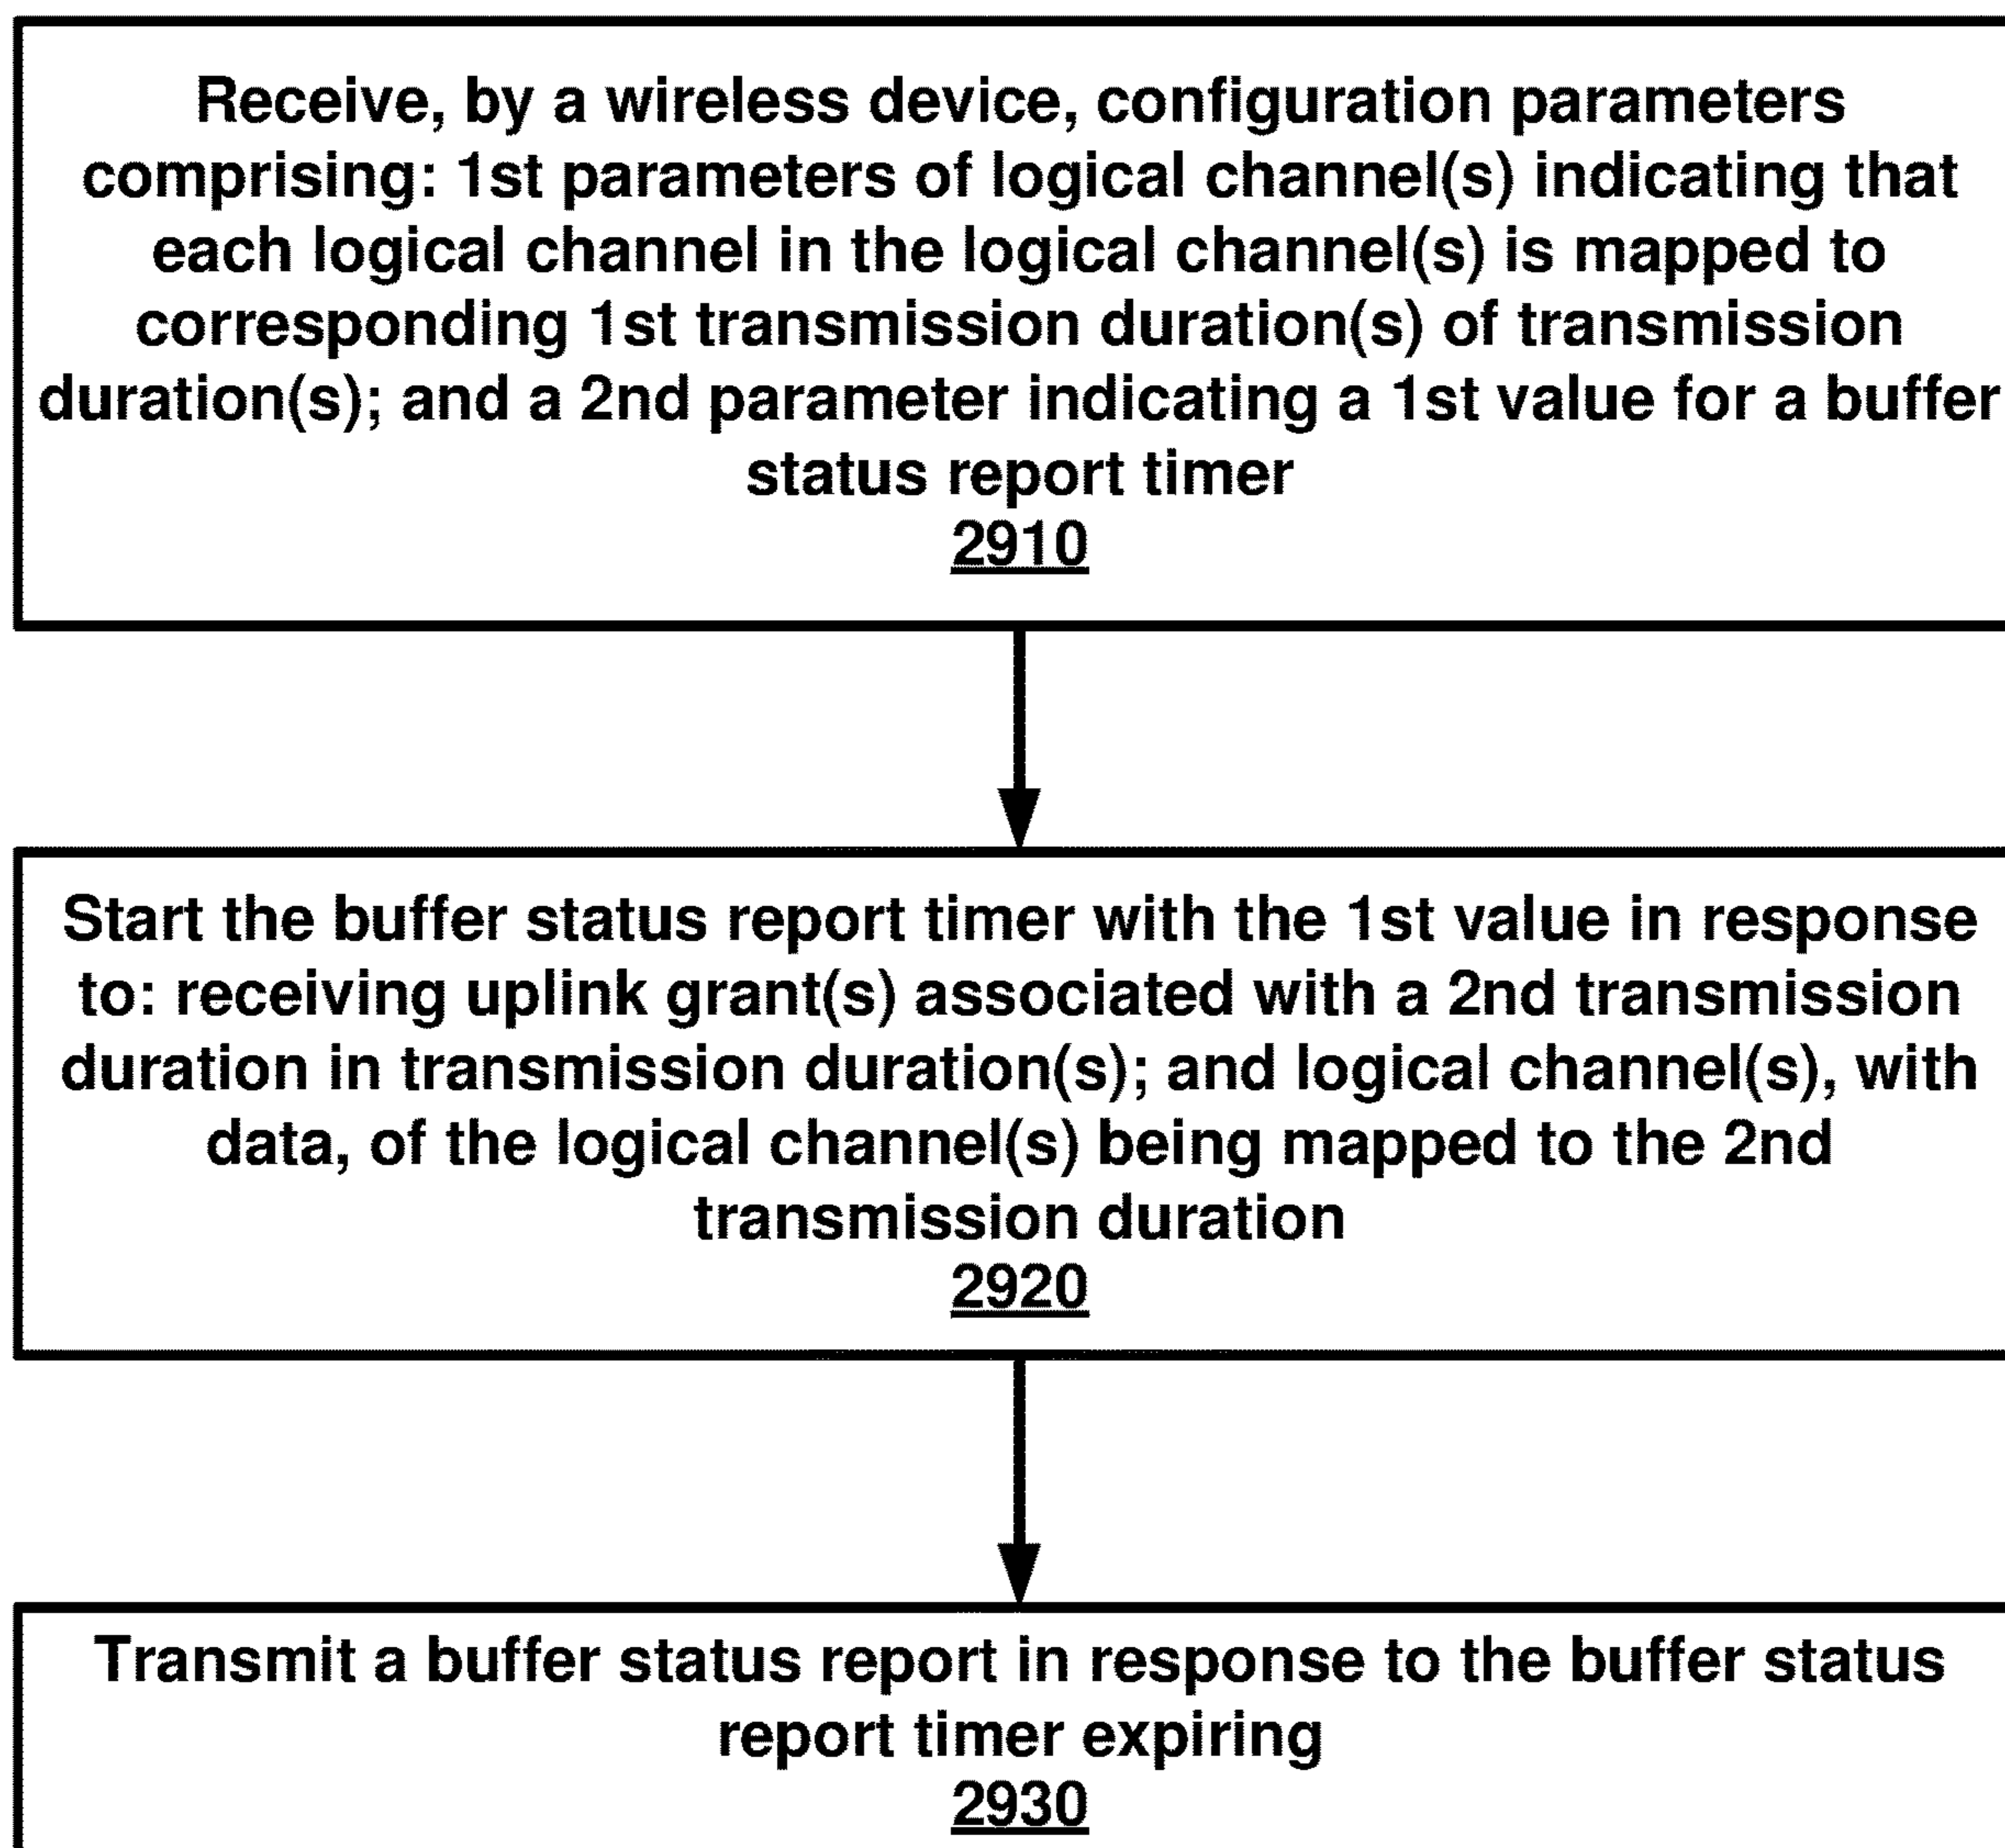 Receive, by a wireless device, configuration parameters
comprising: 1st parameters of logical channel(s) indicating that
each logical channel in the logical channel(s) is mapped to
corresponding 1st transmission duration(s) of transmission
duration(s); and a 2nd parameter indicating a 1st value for a buffer
status report timer
2910
Start the buffer status report timer with the 1st value in response
to: receiving uplink grant(s) associated with a 2nd transmission
duration in transmission duration(s); and logical channel(s), with
data, of the logical channel(s) being mapped to the 2nd
transmission duration
2920
Transmit a buffer status report in response to the buffer status
report timer expiring
2930